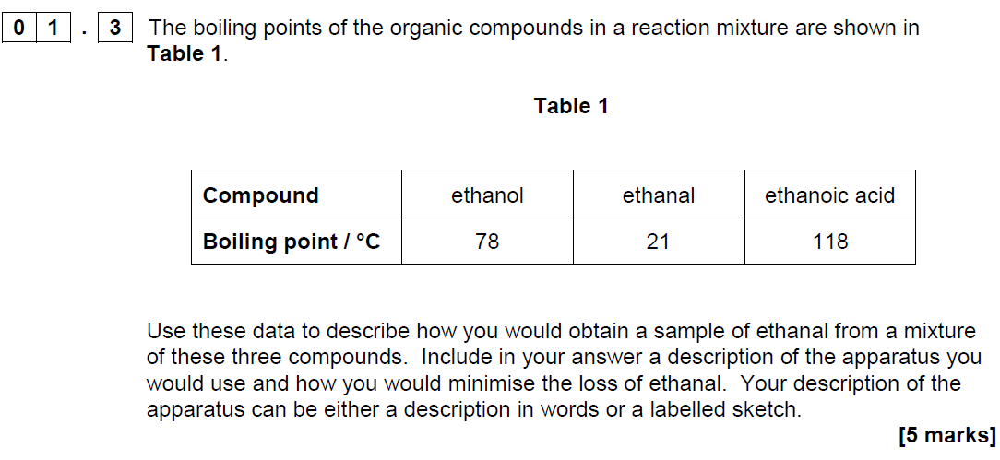 0 1 . 3 The boiling points of the organic compounds in a reaction mixture are shown in
Table 1.
Table 1
Compound ethanol ethanal ethanoic acid
Boiling point / °C 78 21 118
Use these data to describe how you would obtain a sample of ethanal from a mixture
of these three compounds. Include in your answer a description of the apparatus you
would use and how you would minimise the loss of ethanal. Your description of the
apparatus can be either a description in words or a labelled sketch.
[5 marks]